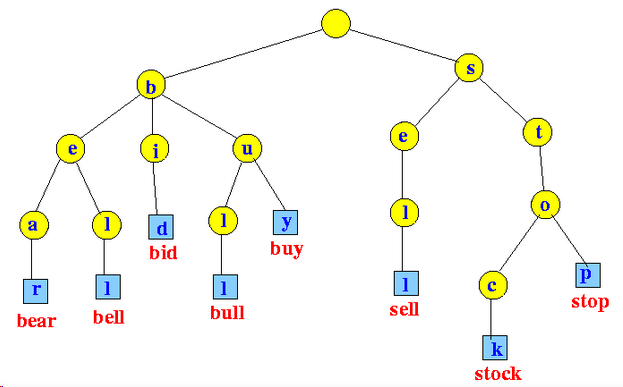 b s
e i u e t
a l d l y l o
bid buy
r l l l c p
bear bell bull sell stop
k
stock